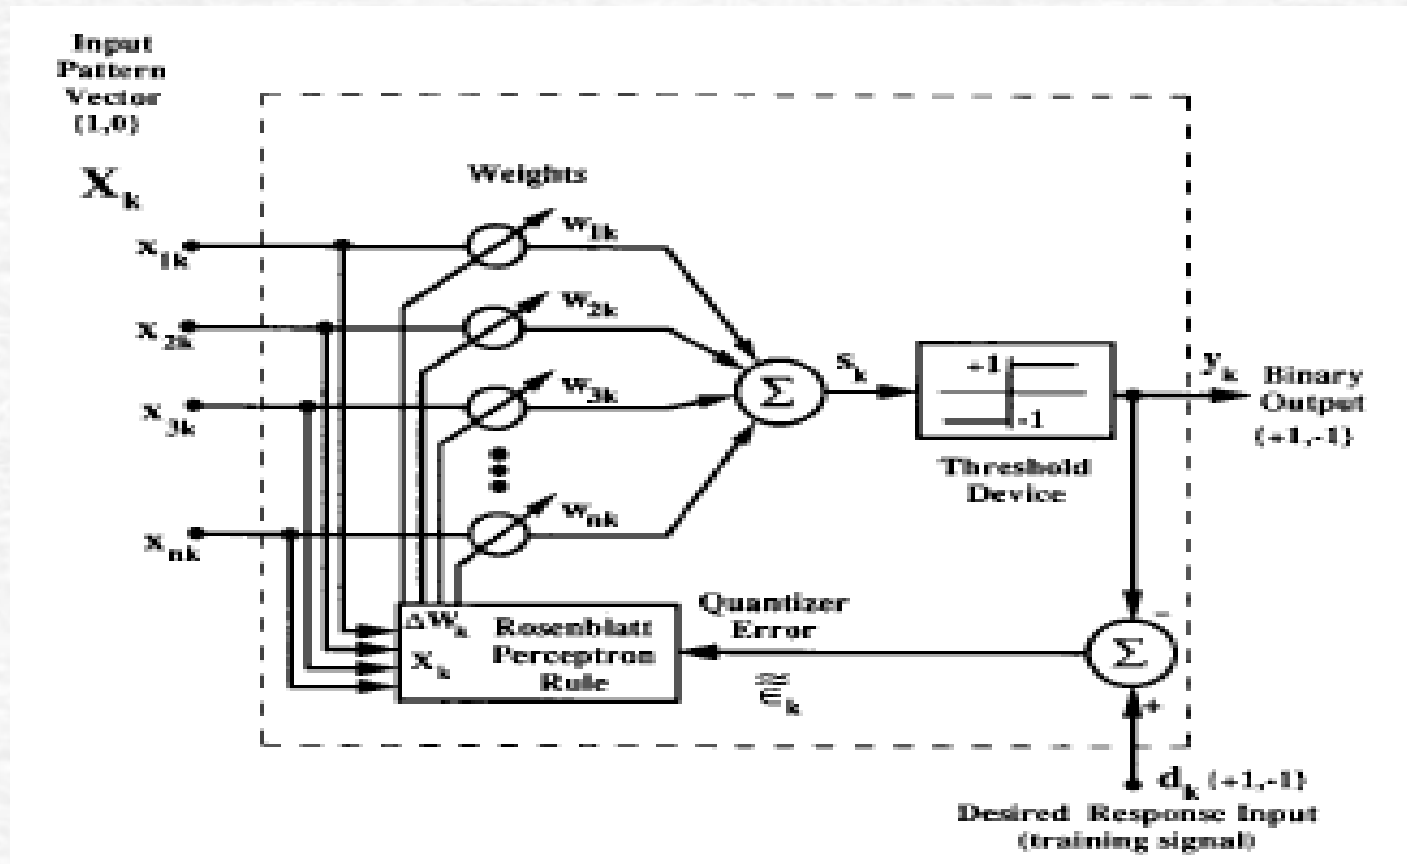 Input
Pattern
Vector
{1,0}
X_k
Weights
x_1k
w_1k
x_2k
w_2k
x_3k
w_3k
x_nk
w_nk
Σ
s_k
+1
-1
Threshold
Device
y_k
Binary
Output
{+1,-1}
ΔW_k
X_k
Rosenblatt
Perceptron
Rule
Quantizer
Error
ε̃_k
-
Σ
+
d_k {+1,-1}
Desired Response Input
(training signal)